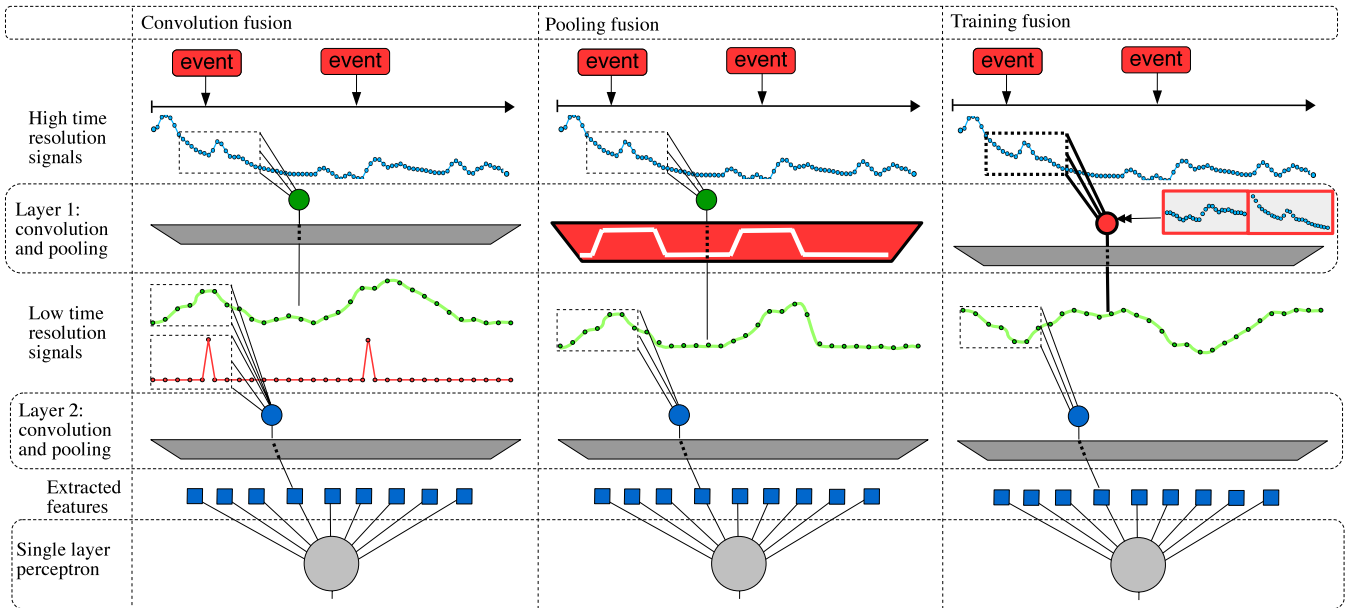 Convolution fusion
Pooling fusion
Training fusion
event
event
event
event
event
event
High time
resolution
signals
Layer 1:
convolution
and pooling
Low time
resolution
signals
Layer 2:
convolution
and pooling
Extracted
features
Single layer
perceptron